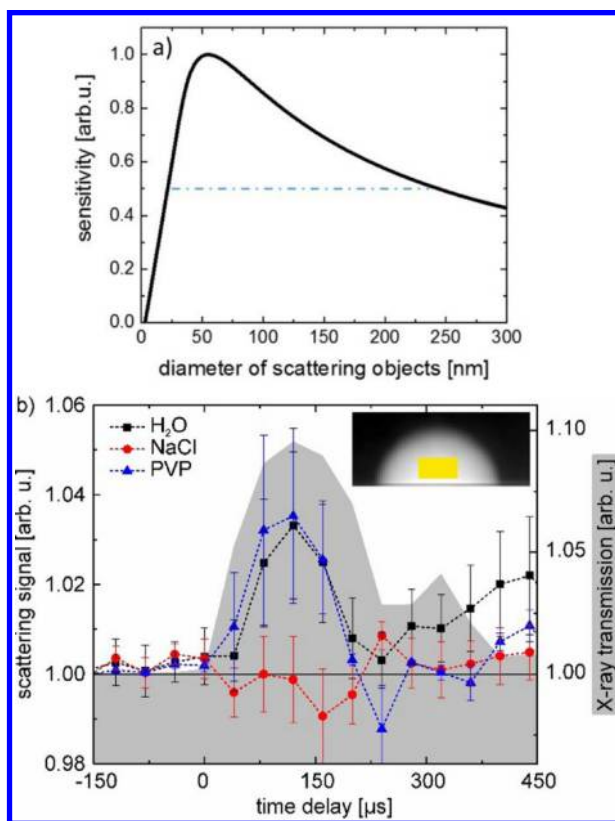 a)
sensitivity [arb.u.]
1.0
0.8
0.6
0.4
0.2
0.0
0 50 100 150 200 250 300
diameter of scattering objects [nm]
b)
H₂O
NaCl
PVP
scattering signal [arb. u.]
1.06
1.04
1.02
1.00
0.98
X-ray transmission [arb. u.]
1.10
1.05
1.00
-150 0 150 300 450
time delay [µs]